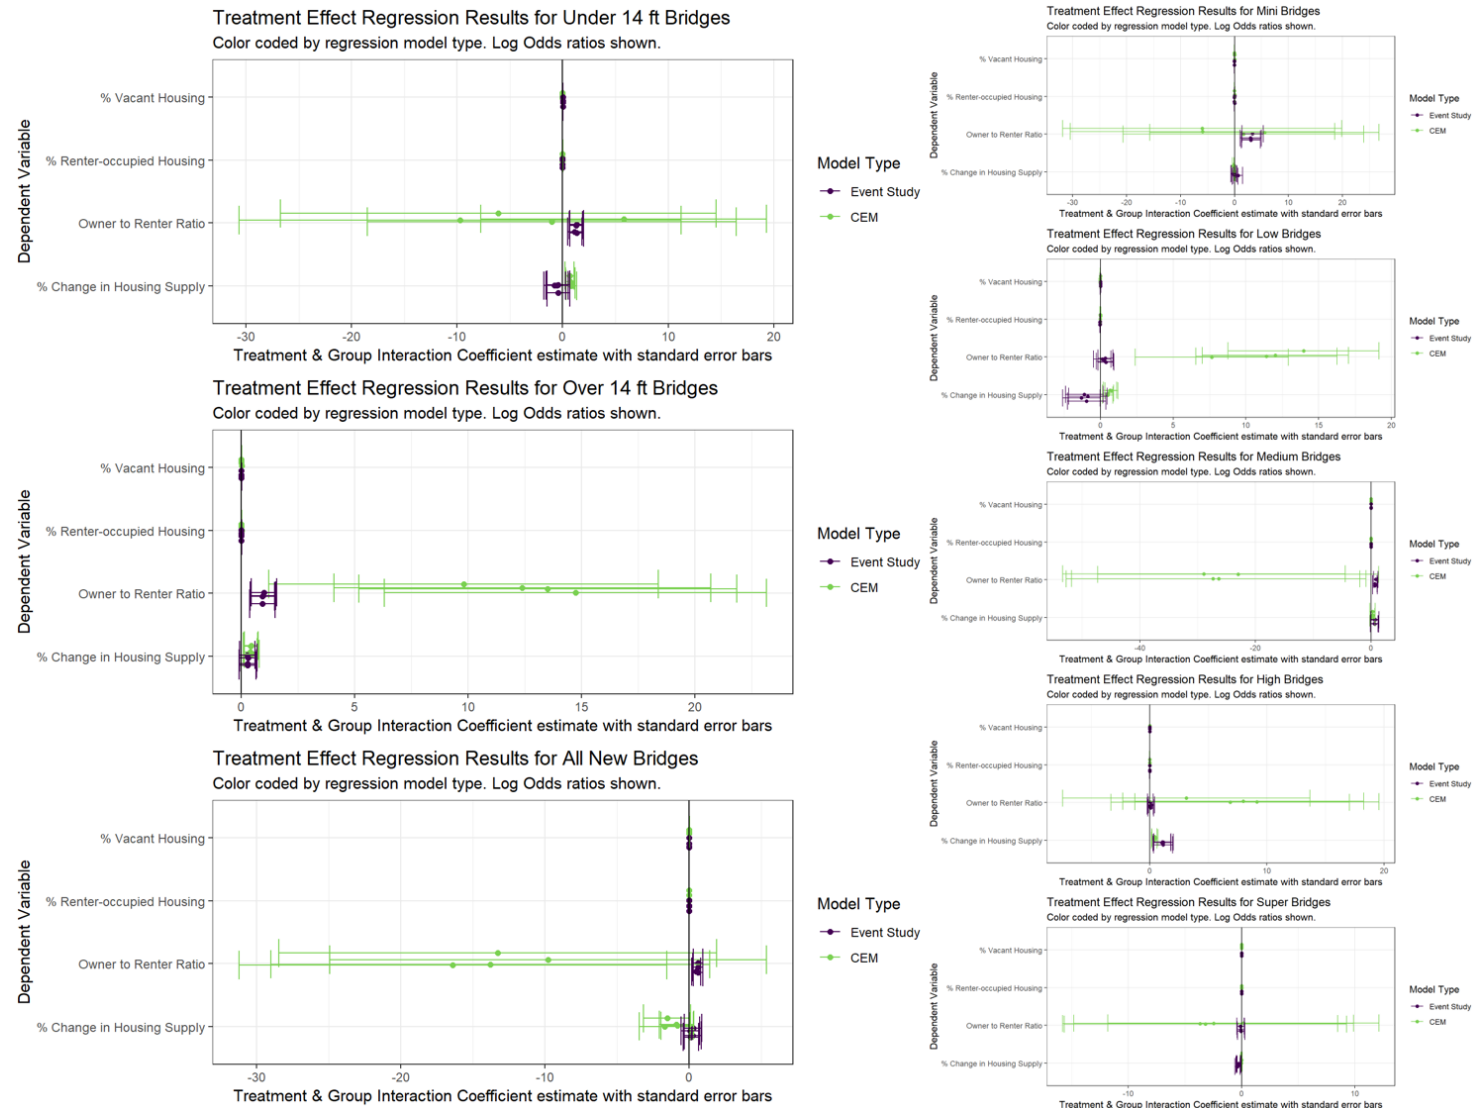 Treatment Effect Regression Results for Under 14 ft Bridges
Color coded by regression model type. Log Odds ratios shown.
Dependent Variable
% Vacant Housing
% Renter-occupied Housing
Owner to Renter Ratio
% Change in Housing Supply
-30 -20 -10 0 10 20
Treatment & Group Interaction Coefficient estimate with standard error bars
Model Type
Event Study
CEM
Treatment Effect Regression Results for Over 14 ft Bridges
Color coded by regression model type. Log Odds ratios shown.
Dependent Variable
% Vacant Housing
% Renter-occupied Housing
Owner to Renter Ratio
% Change in Housing Supply
0 5 10 15 20
Treatment & Group Interaction Coefficient estimate with standard error bars
Model Type
Event Study
CEM
Treatment Effect Regression Results for All New Bridges
Color coded by regression model type. Log Odds ratios shown.
Dependent Variable
% Vacant Housing
% Renter-occupied Housing
Owner to Renter Ratio
% Change in Housing Supply
-30 -20 -10 0
Treatment & Group Interaction Coefficient estimate with standard error bars
Model Type
Event Study
CEM
Treatment Effect Regression Results for Mini Bridges
Color coded by regression model type. Log Odds ratios shown.
Dependent Variable
% Vacant Housing
% Renter-occupied Housing
Owner to Renter Ratio
% Change in Housing Supply
-30 -20 -10 0 10 20
Treatment & Group Interaction Coefficient estimate with standard error bars
Model Type
Event Study
CEM
Treatment Effect Regression Results for Low Bridges
Color coded by regression model type. Log Odds ratios shown.
Dependent Variable
% Vacant Housing
% Renter-occupied Housing
Owner to Renter Ratio
% Change in Housing Supply
0 5 10 15 20
Treatment & Group Interaction Coefficient estimate with standard error bars
Model Type
Event Study
CEM
Treatment Effect Regression Results for Medium Bridges
Color coded by regression model type. Log Odds ratios shown.
Dependent Variable
% Vacant Housing
% Renter-occupied Housing
Owner to Renter Ratio
% Change in Housing Supply
-40 -20 0
Treatment & Group Interaction Coefficient estimate with standard error bars
Model Type
Event Study
CEM
Treatment Effect Regression Results for High Bridges
Color coded by regression model type. Log Odds ratios shown.
Dependent Variable
% Vacant Housing
% Renter-occupied Housing
Owner to Renter Ratio
% Change in Housing Supply
0 10 20
Treatment & Group Interaction Coefficient estimate with standard error bars
Model Type
Event Study
CEM
Treatment Effect Regression Results for Super Bridges
Color coded by regression model type. Log Odds ratios shown.
Dependent Variable
% Vacant Housing
% Renter-occupied Housing
Owner to Renter Ratio
% Change in Housing Supply
-10 0 10
Treatment & Group Interaction Coefficient estimate with standard error bars
Model Type
Event Study
CEM